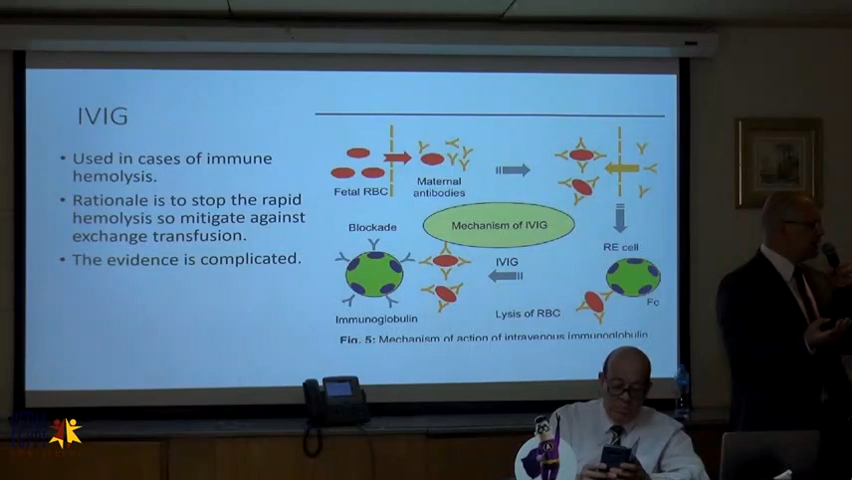 IVIG
• Used in cases of immune
hemolysis.
• Rationale is to stop the rapid
hemolysis so mitigate against
exchange transfusion.
• The evidence is complicated.
Fetal RBC
Maternal
antibodies
Mechanism of IVIG
Blockade
RE cell
IVIG
Immunoglobulin
Lysis of RBC
Fc
Fig. 5: Mechanism of action of intravenous immunoglobulin